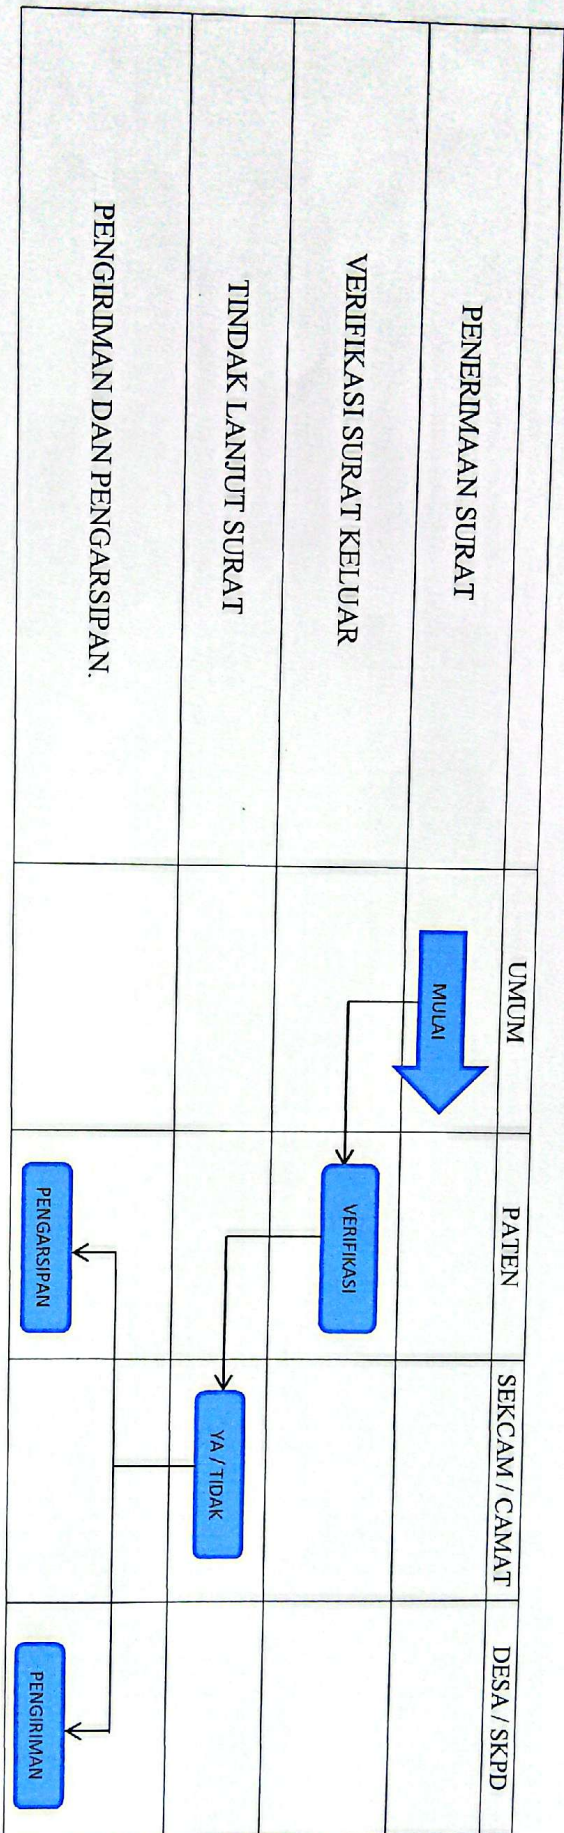 UMUM
PATEN
SEKCAM / CAMAT
DESA / SKPD
PENERIMAAN SURAT
MULAI
VERIFIKASI SURAT KELUAR
VERIFIKASI
TINDAK LANJUT SURAT
YA / TIDAK
PENGIRIMAN DAN PENGARSIPAN.
PENGARSIPAN
PENGIRIMAN